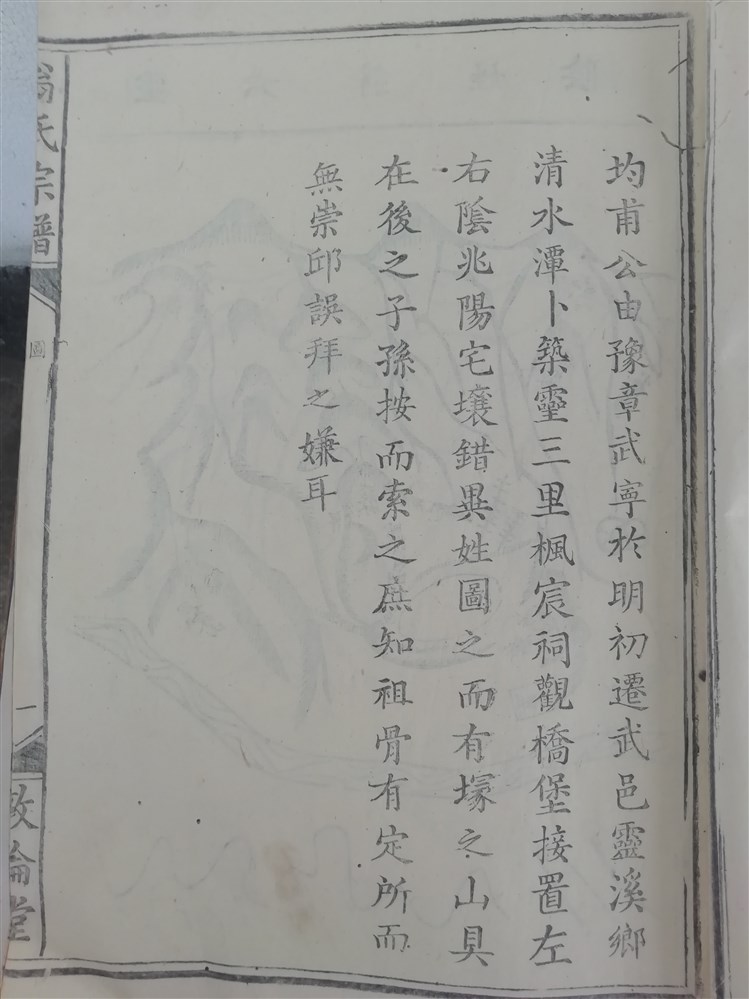 均甫公由豫章武寧於明初遷武邑靈溪鄉
清水潭卜築靈三里楓宸祠觀橋堡接置左
右陰兆陽宅壤錯異姓圖之而有塚之山具
在後之子孫按而索之庶知祖骨有定所而
無崇邱誤拜之嫌耳
翁氏宗譜
圖
一
敦倫堂